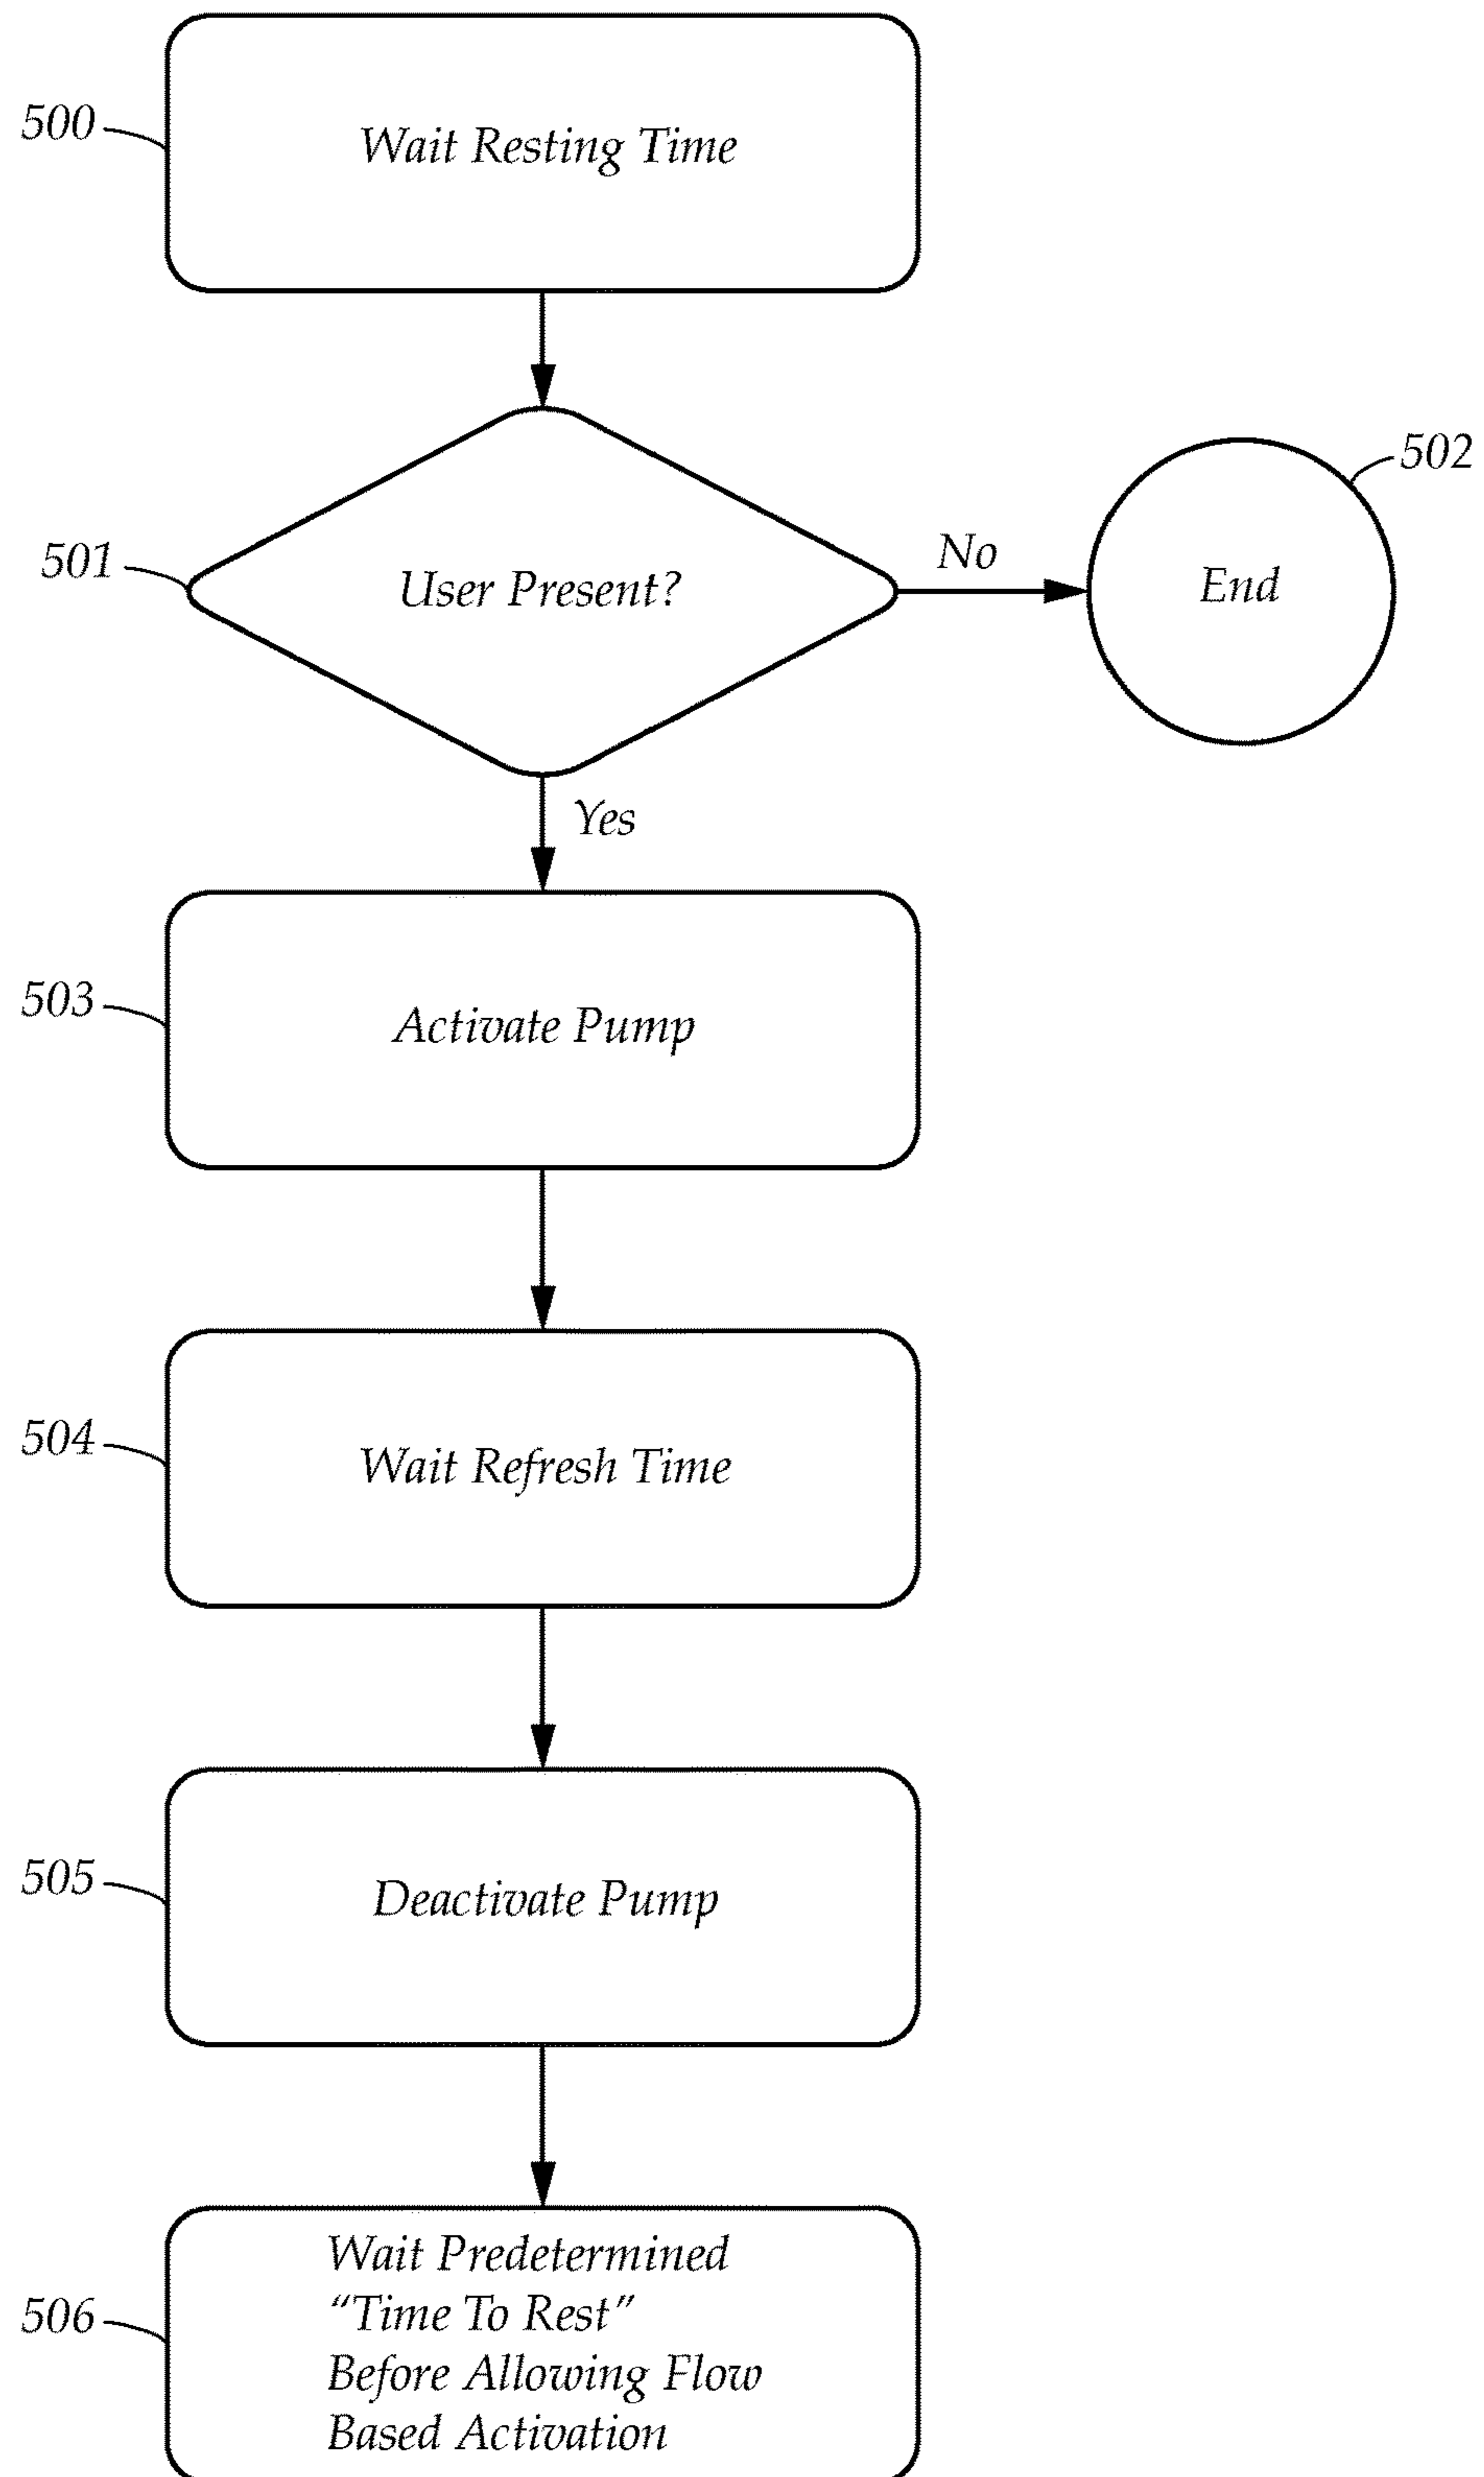 500
Wait Resting Time
501
User Present?
No
End
502
Yes
503
Activate Pump
504
Wait Refresh Time
505
Deactivate Pump
506
Wait Predetermined
“Time To Rest”
Before Allowing Flow
Based Activation